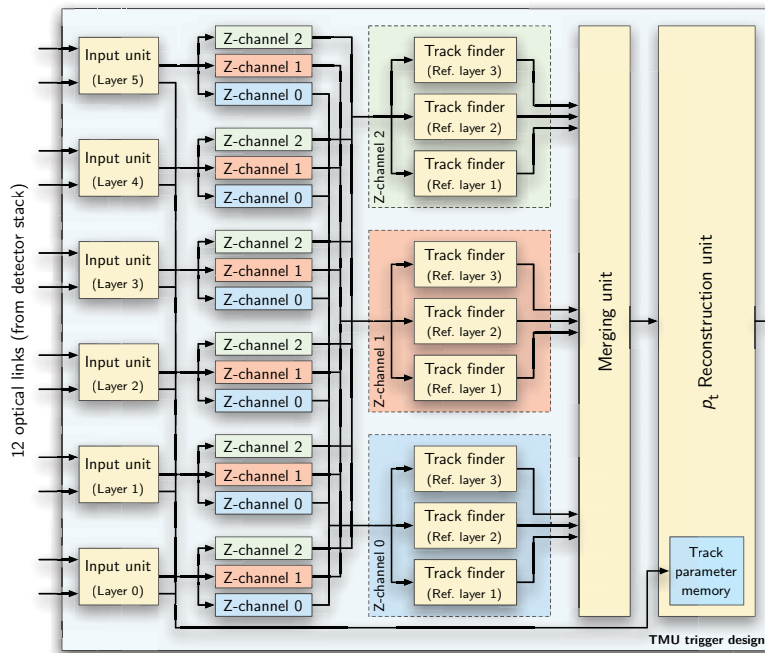 12 optical links (from detector stack)
Input unit
(Layer 5)
Z-channel 2
Z-channel 1
Z-channel 0
Input unit
(Layer 4)
Z-channel 2
Z-channel 1
Z-channel 0
Input unit
(Layer 3)
Z-channel 2
Z-channel 1
Z-channel 0
Input unit
(Layer 2)
Z-channel 2
Z-channel 1
Z-channel 0
Input unit
(Layer 1)
Z-channel 2
Z-channel 1
Z-channel 0
Input unit
(Layer 0)
Z-channel 2
Z-channel 1
Z-channel 0
Z-channel 2
Track finder
(Ref. layer 3)
Track finder
(Ref. layer 2)
Track finder
(Ref. layer 1)
Z-channel 1
Track finder
(Ref. layer 3)
Track finder
(Ref. layer 2)
Track finder
(Ref. layer 1)
Z-channel 0
Track finder
(Ref. layer 3)
Track finder
(Ref. layer 2)
Track finder
(Ref. layer 1)
Merging unit
pt Reconstruction unit
Track
parameter
memory
TMU trigger design